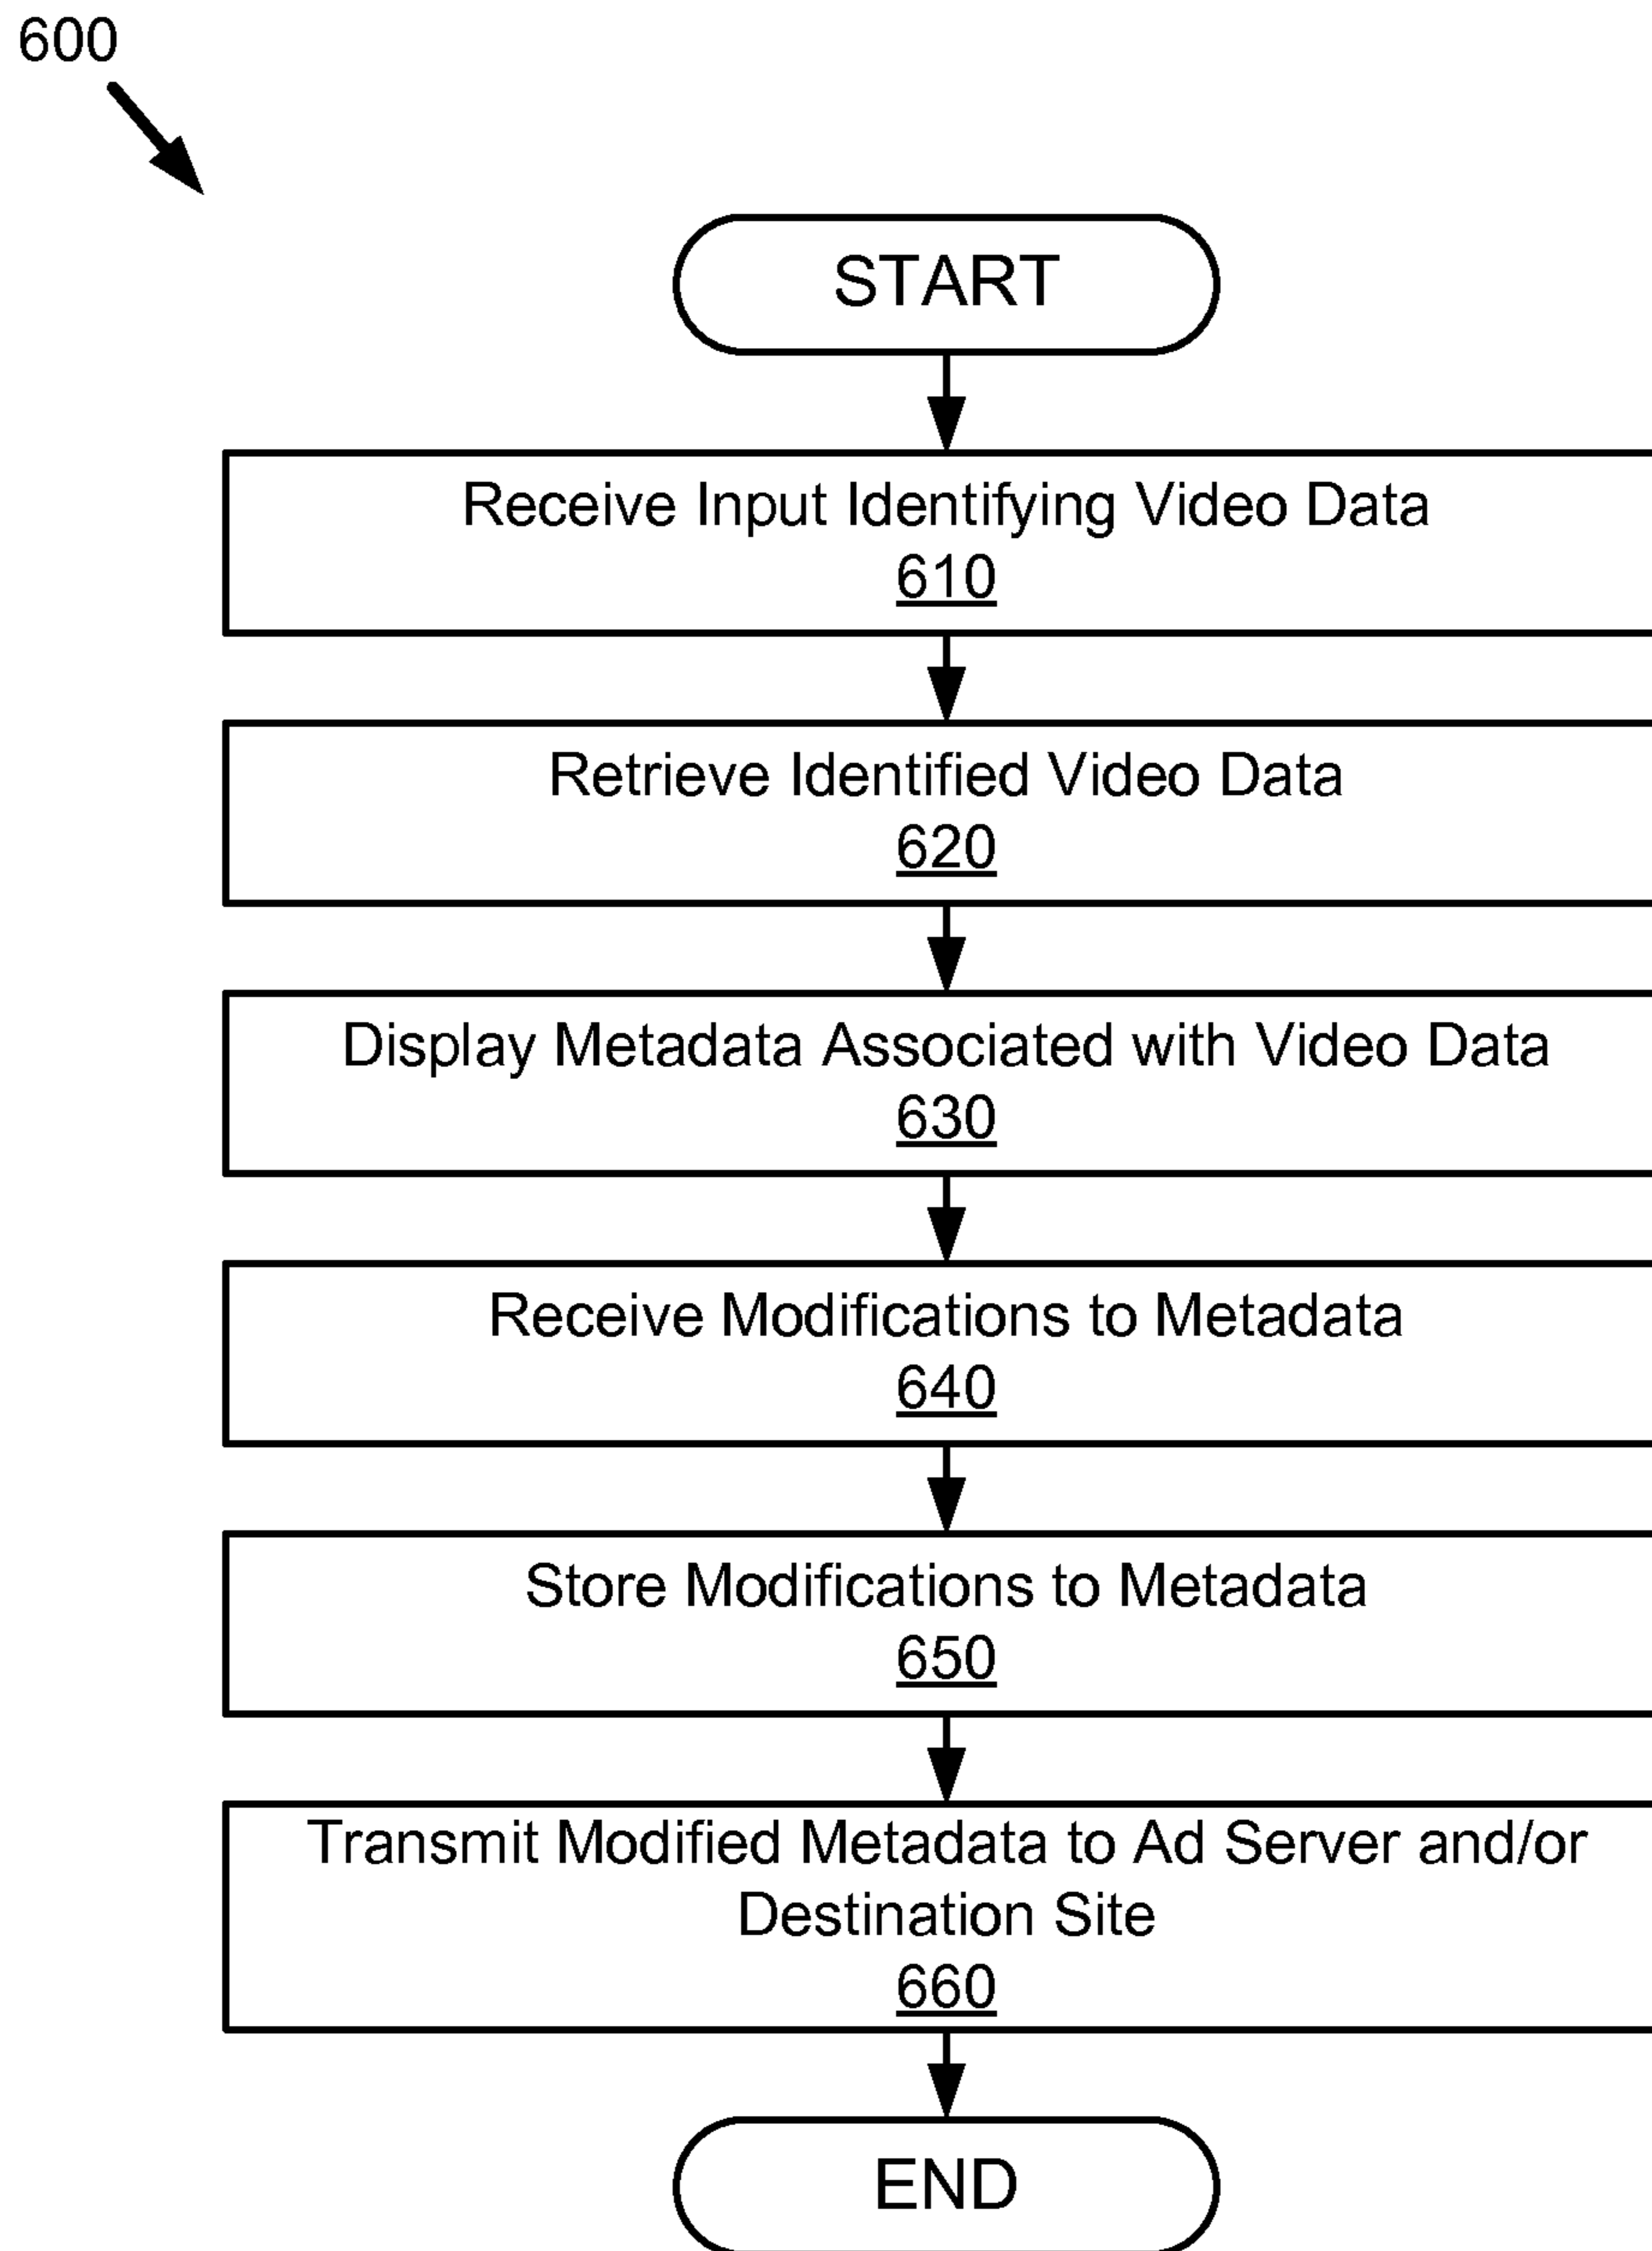 600
START
Receive Input Identifying Video Data
610
Retrieve Identified Video Data
620
Display Metadata Associated with Video Data
630
Receive Modifications to Metadata
640
Store Modifications to Metadata
650
Transmit Modified Metadata to Ad Server and/or
Destination Site
660
END